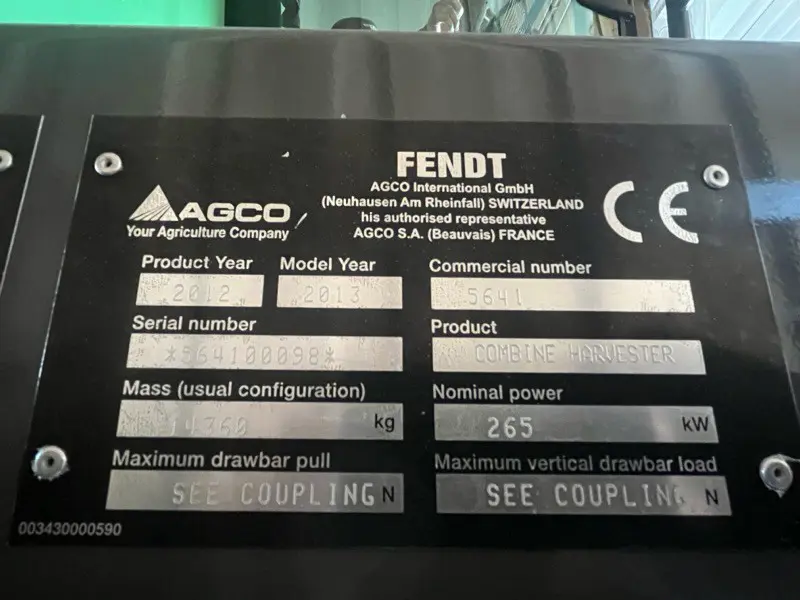 FENDT
AGCO International GmbH
(Neuhausen Am Rheinfall) SWITZERLAND
his authorised representative
AGCO S.A. (Beauvais) FRANCE
AGCO
Your Agriculture Company
CE
Product Year Model Year Commercial number
2012 2013 5641
Serial number Product
*564100098* COMBINE HARVESTER
Mass (usual configuration) Nominal power
14360 kg 265 kW
Maximum drawbar pull Maximum vertical drawbar load
SEE COUPLING N SEE COUPLING N
003430000590